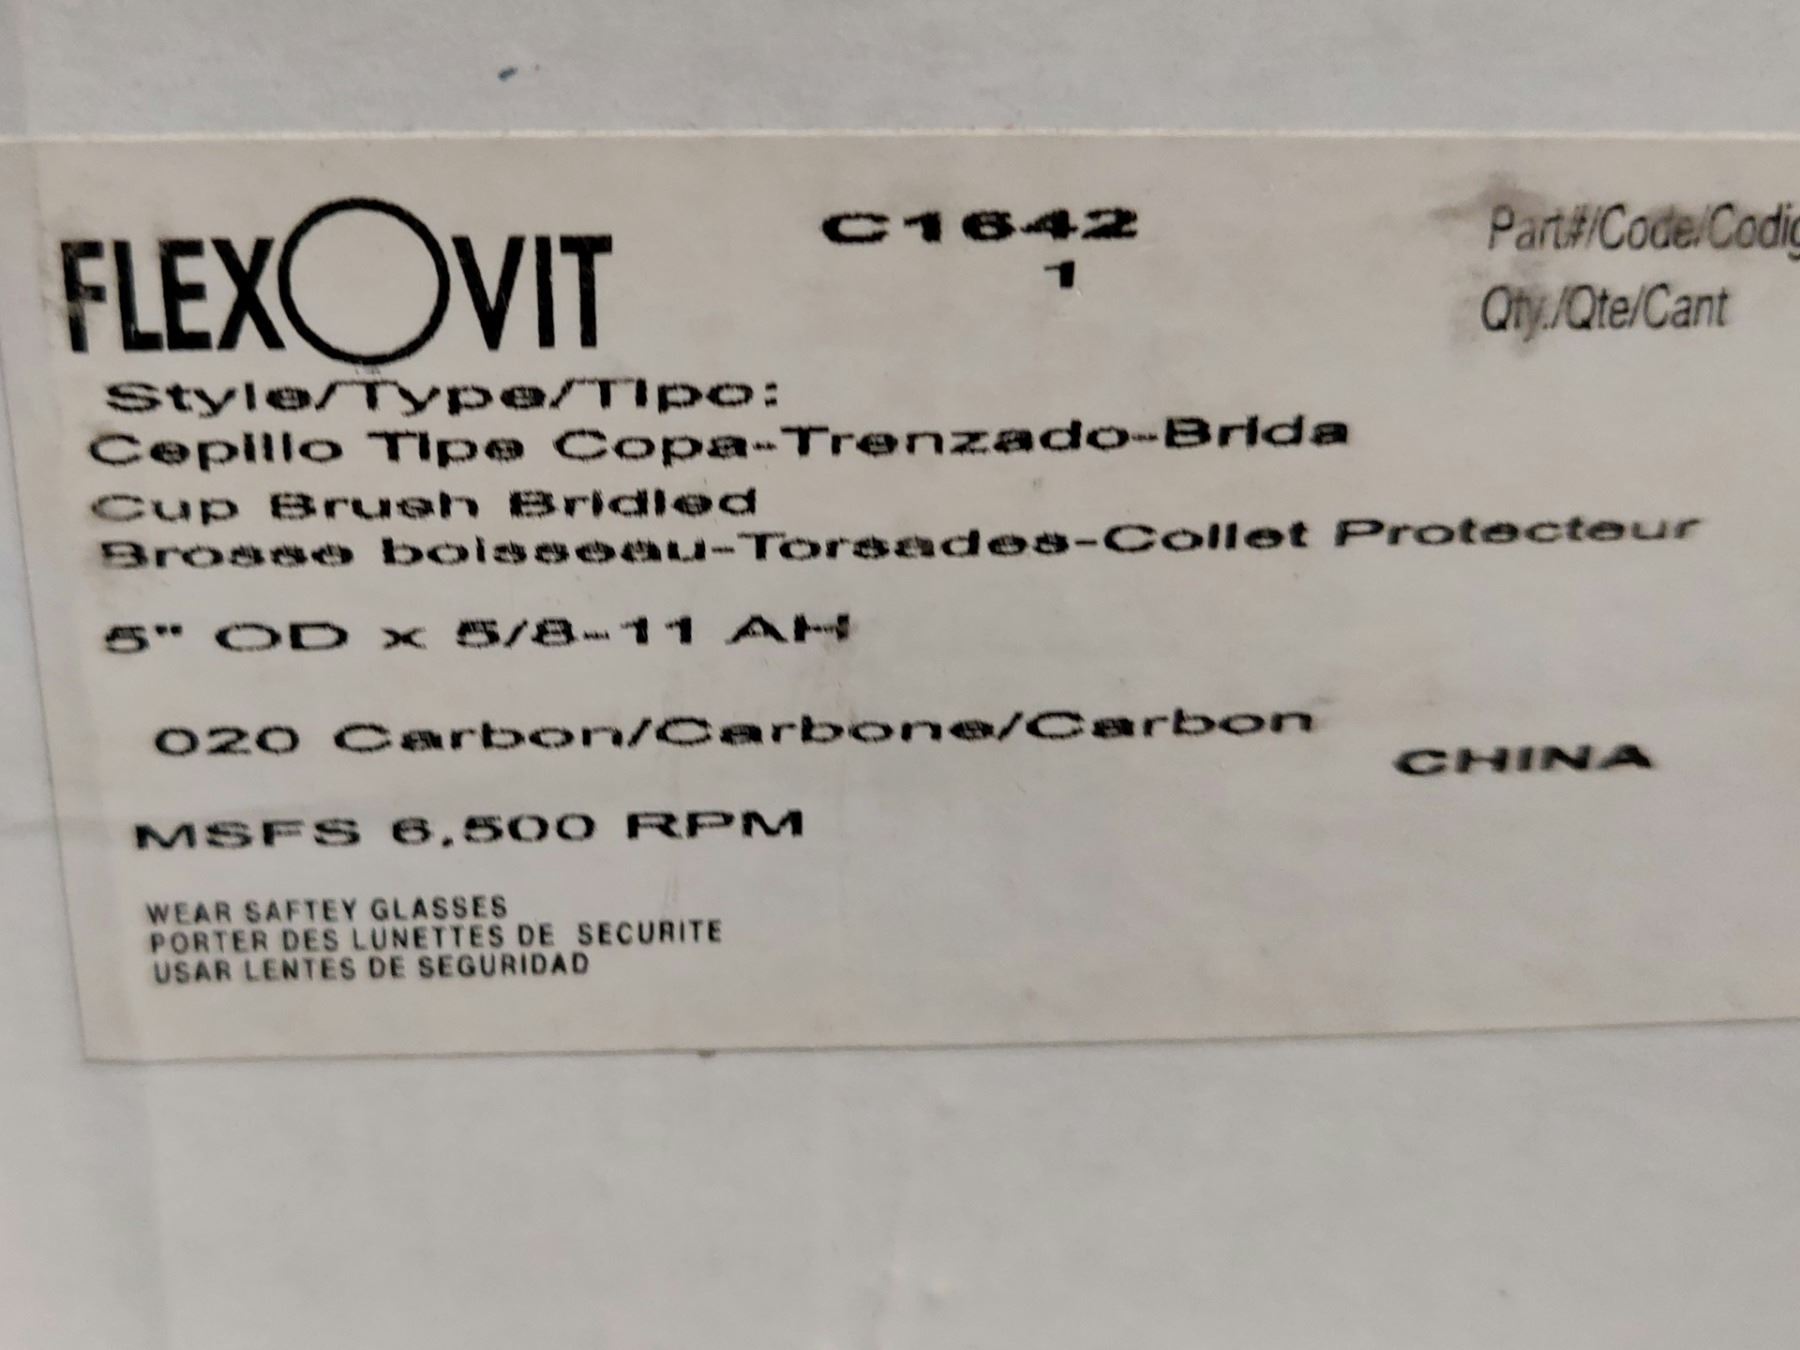 FLEXOVIT
C1642
Part#/Code/Codig
1
Qty./Qte/Cant
Style/Type/Tipo:
Cepillo Tipe Copa-Trenzado-Brida
Cup Brush Bridled
Brosse boisseau-Torsades-Collet Protecteur
5" OD x 5/8-11 AH
020 Carbon/Carbone/Carbon
CHINA
MSFS 6,500 RPM
WEAR SAFTEY GLASSES
PORTER DES LUNETTES DE SECURITE
USAR LENTES DE SEGURIDAD